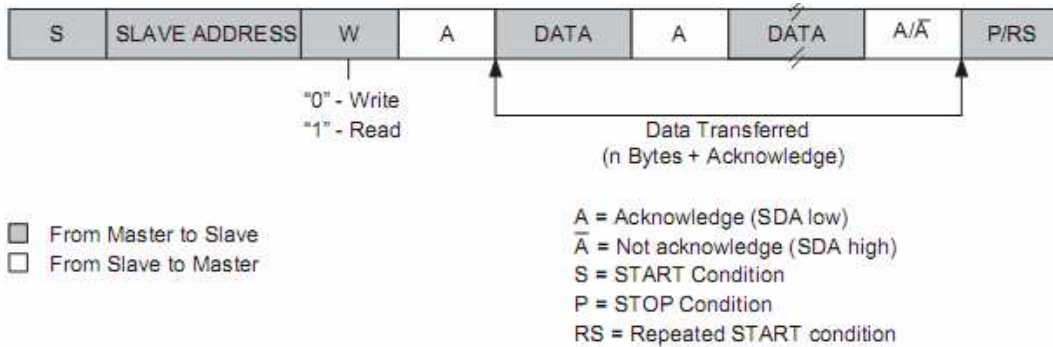 S SLAVE ADDRESS W A DATA A DATA A/A̅ P/RS
“0” - Write
“1” - Read
Data Transferred
(n Bytes + Acknowledge)
From Master to Slave
From Slave to Master
A = Acknowledge (SDA low)
A̅ = Not acknowledge (SDA high)
S = START Condition
P = STOP Condition
RS = Repeated START condition